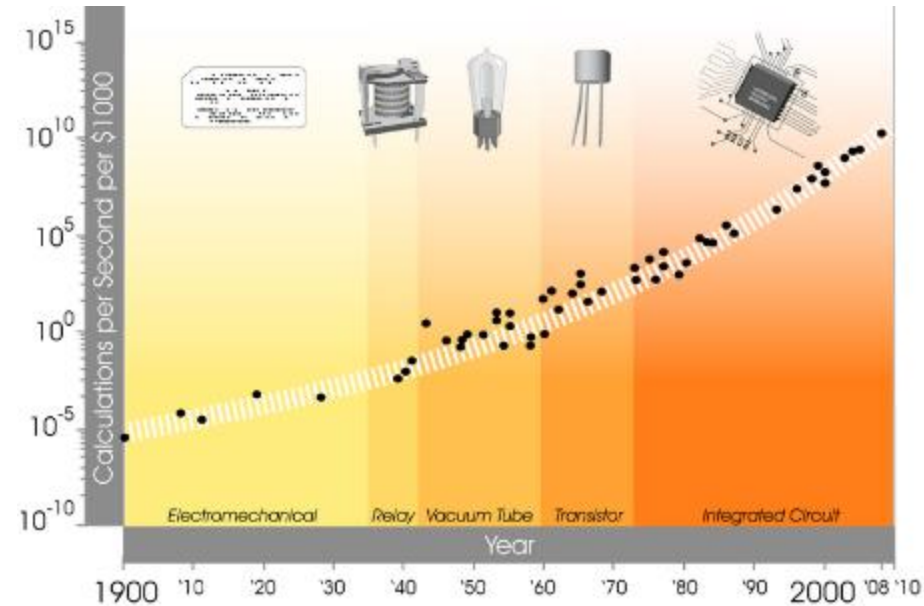 10^15
10^10
10^5
10^0
10^-5
10^-10
Calculations per Second per $1000
Electromechanical Relay Vacuum Tube Transistor Integrated Circuit
Year
1900 '10 '20 '30 '40 '50 '60 '70 '80 '90 2000 '08 '10